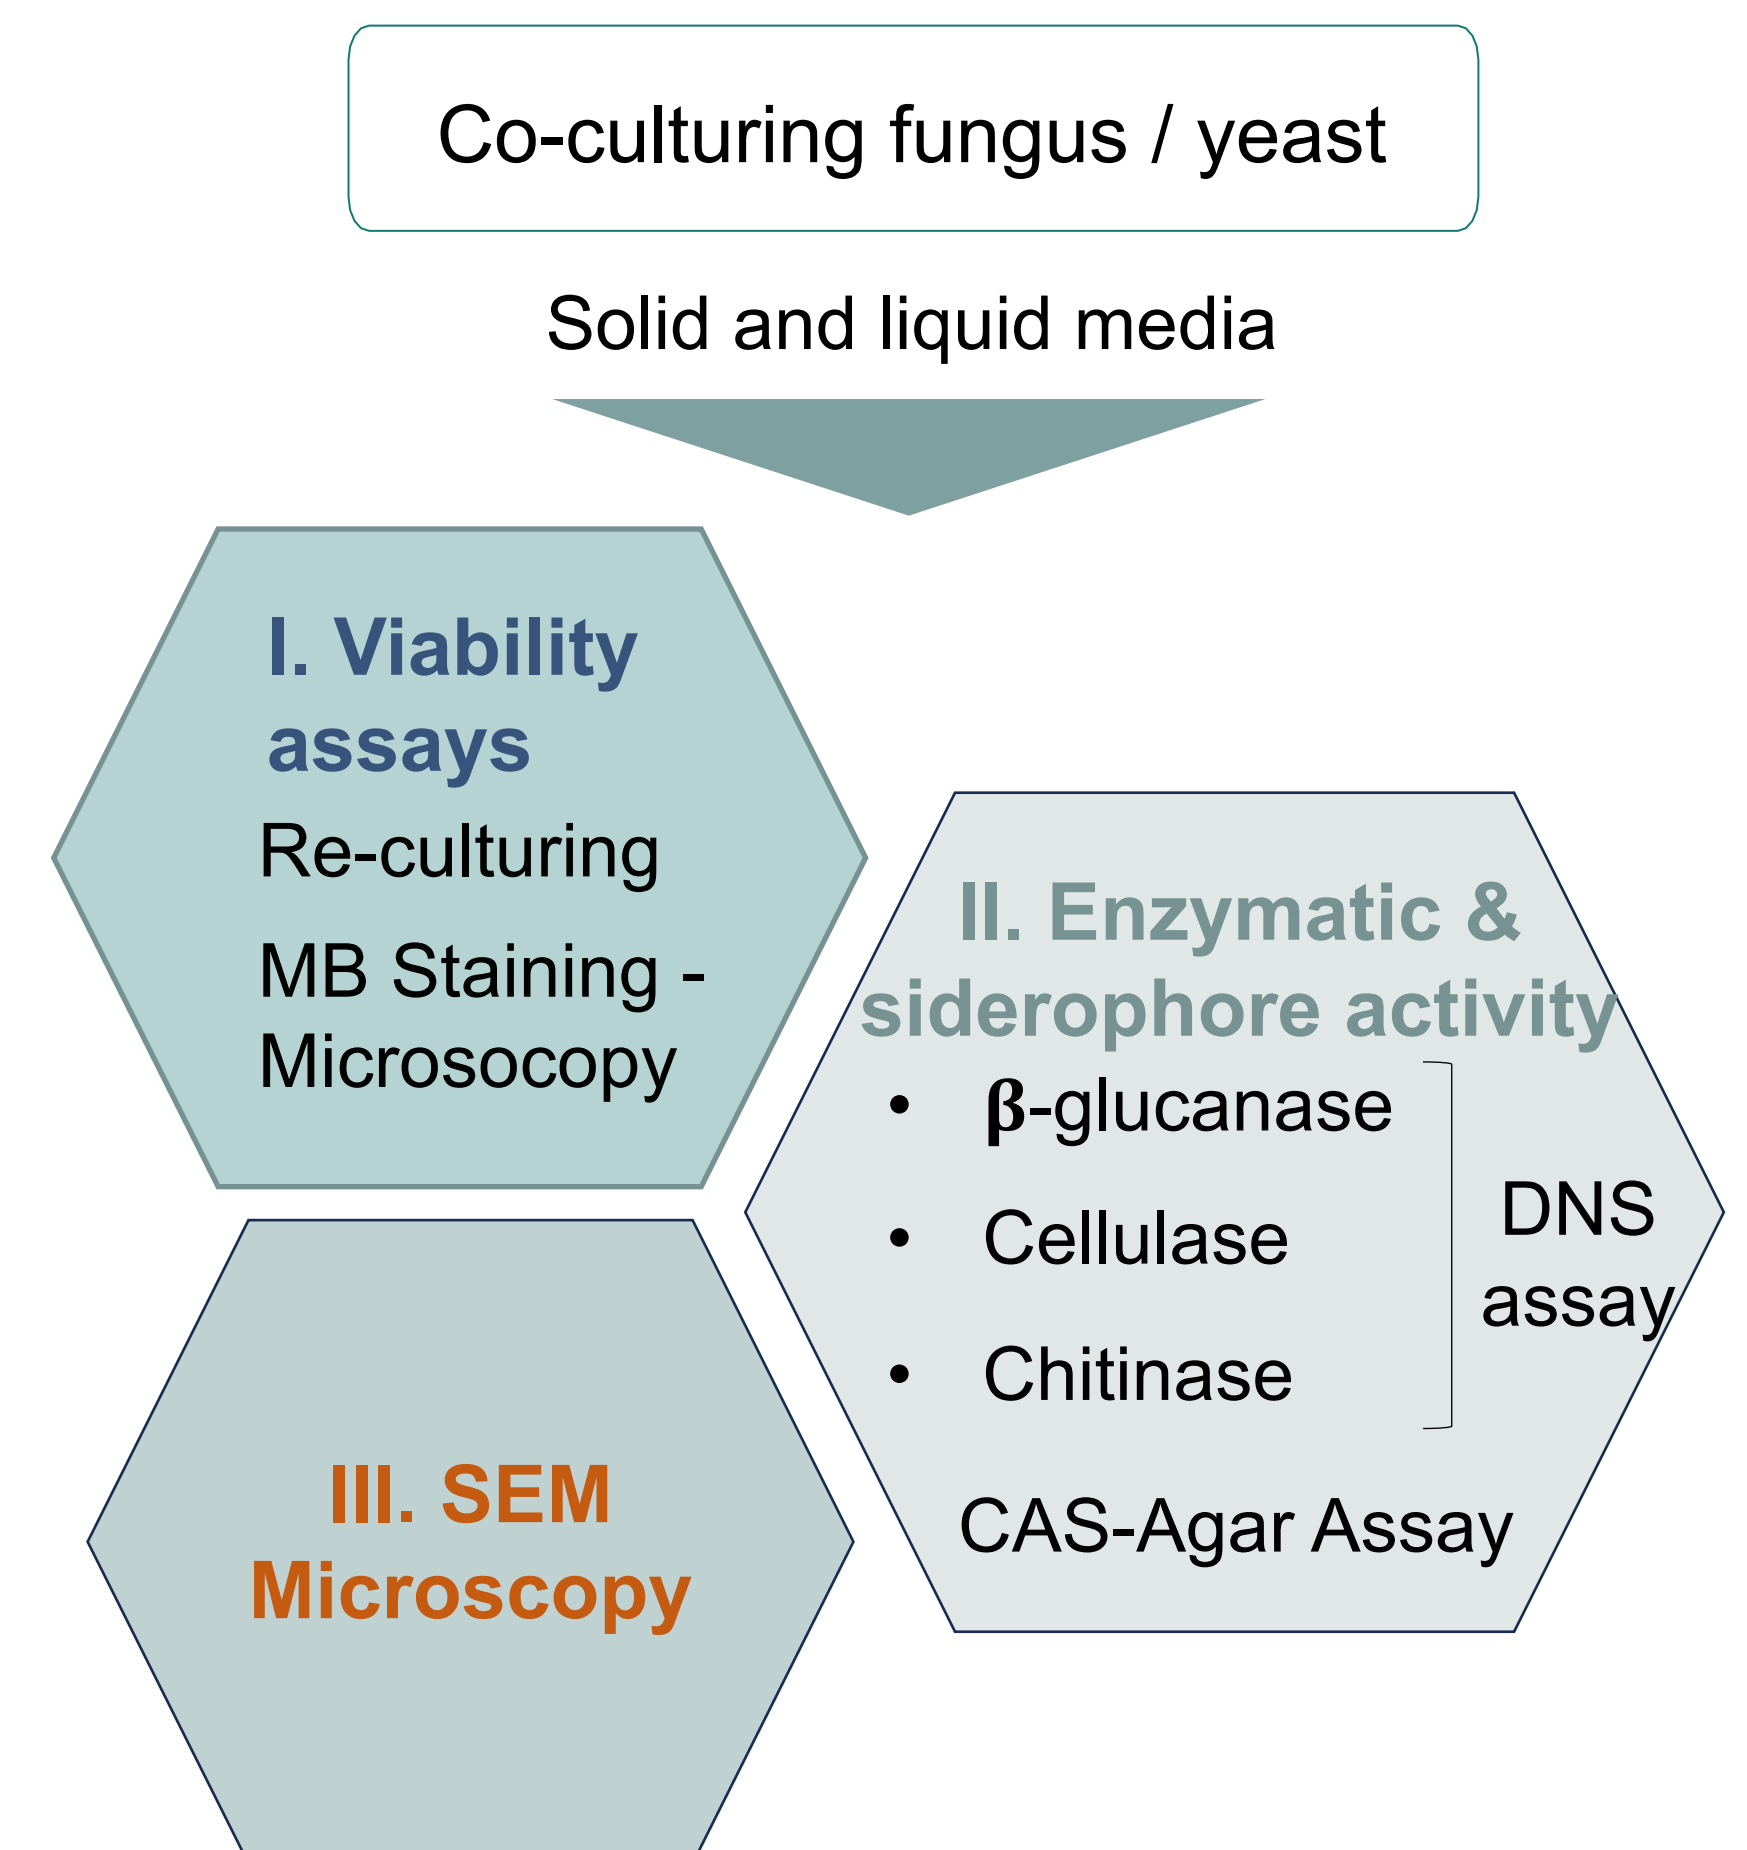 Co-culturing fungus / yeast
Solid and liquid media
I. Viability
assays
Re-culturing
MB Staining -
Microsocopy
II. Enzymatic &
siderophore activity
• β-glucanase
• Cellulase
• Chitinase
DNS
assay
CAS-Agar Assay
III. SEM
Microscopy